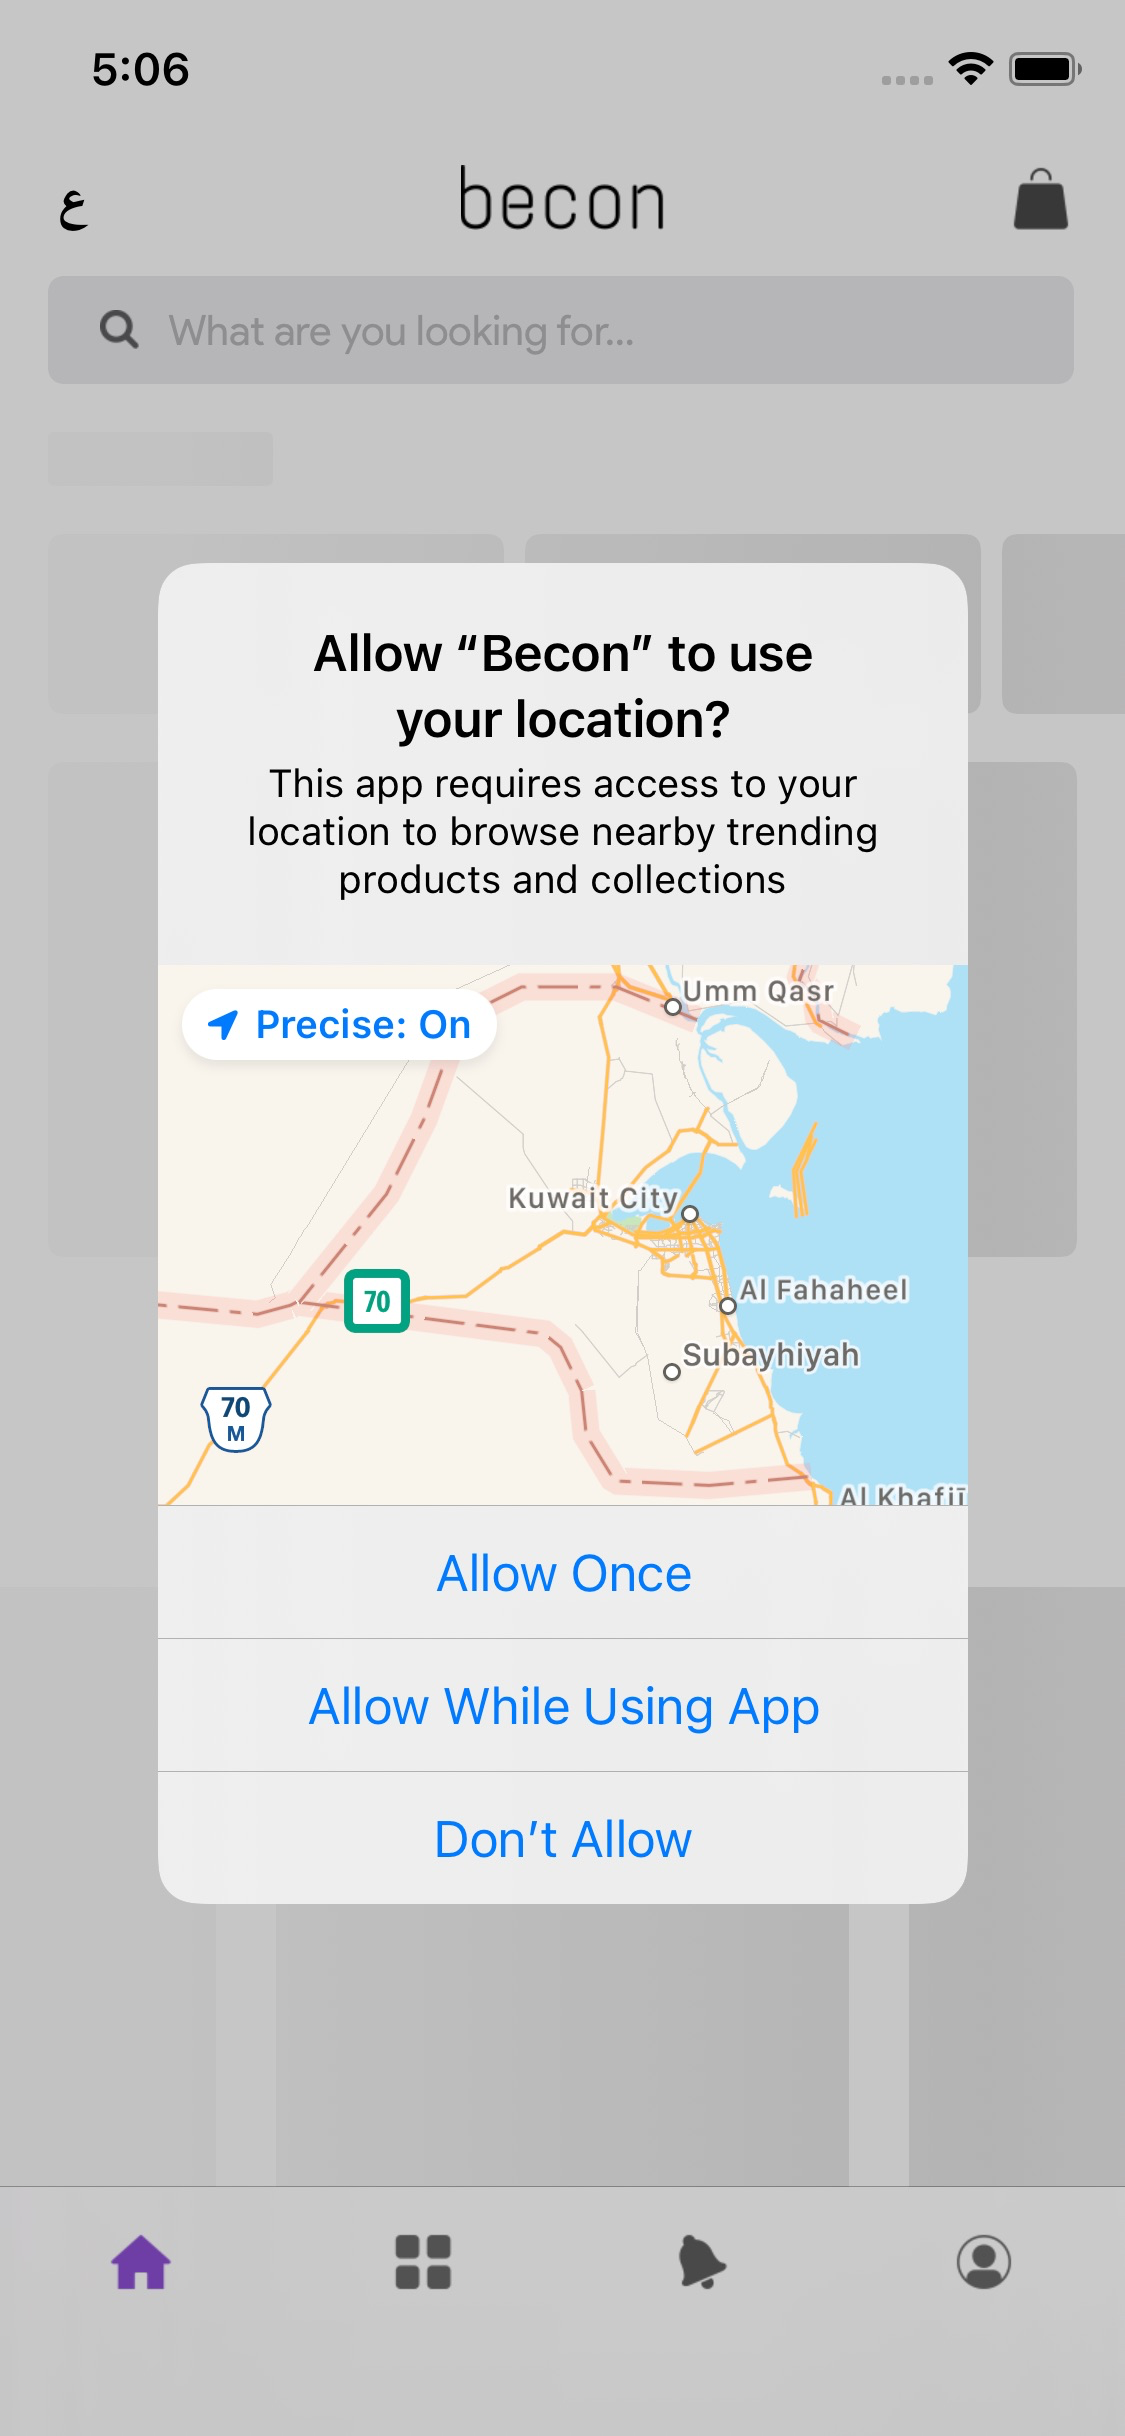 5:06
ع
becon
What are you looking for...
Allow “Becon” to use
your location?
This app requires access to your
location to browse nearby trending
products and collections
Precise: On
Umm Qasr
Kuwait City
Al Fahaheel
70
Subayhiyah
70
M
Al Khafjī
Allow Once
Allow While Using App
Don’t Allow